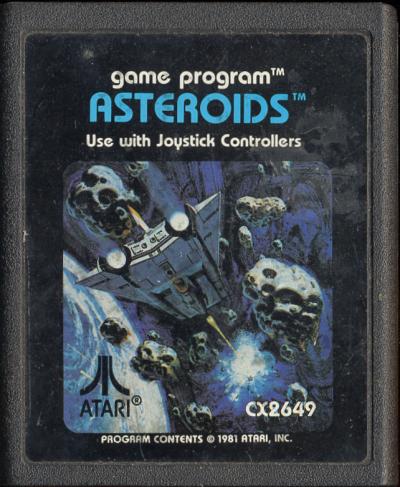 game program™
ASTEROIDS™
Use with Joystick Controllers
ATARI®
CX2649
PROGRAM CONTENTS © 1981 ATARI, INC.